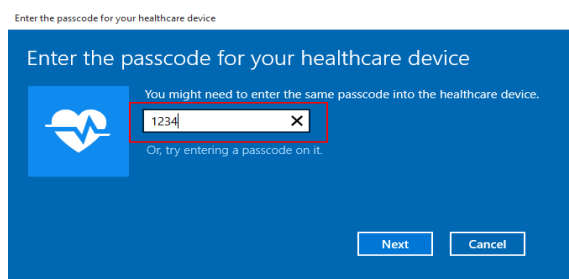 Enter the passcode for your healthcare device
Enter the passcode for your healthcare device
You might need to enter the same passcode into the healthcare device.
1234
Or, try entering a passcode on it.
Next Cancel